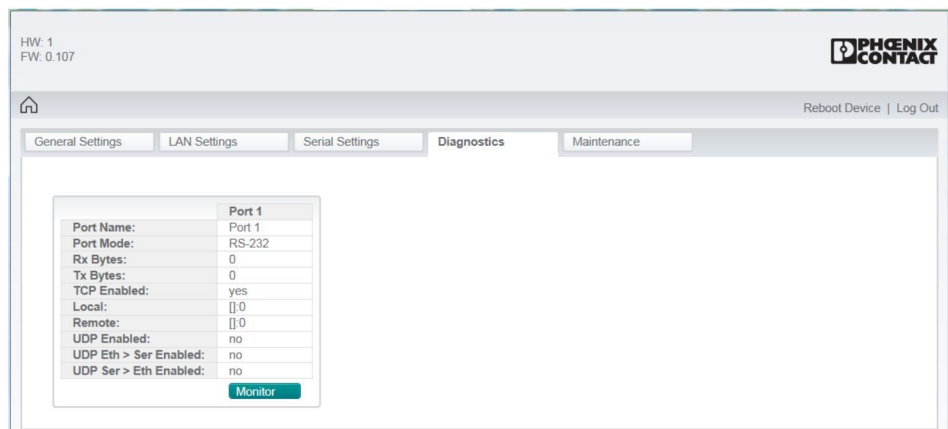 HW: 1
FW: 0.107
PHŒNIX
CONTACT
Reboot Device | Log Out
General Settings LAN Settings Serial Settings Diagnostics Maintenance
Port 1
Port Name: Port 1
Port Mode: RS-232
Rx Bytes: 0
Tx Bytes: 0
TCP Enabled: yes
Local: []:0
Remote: []:0
UDP Enabled: no
UDP Eth > Ser Enabled: no
UDP Ser > Eth Enabled: no
Monitor